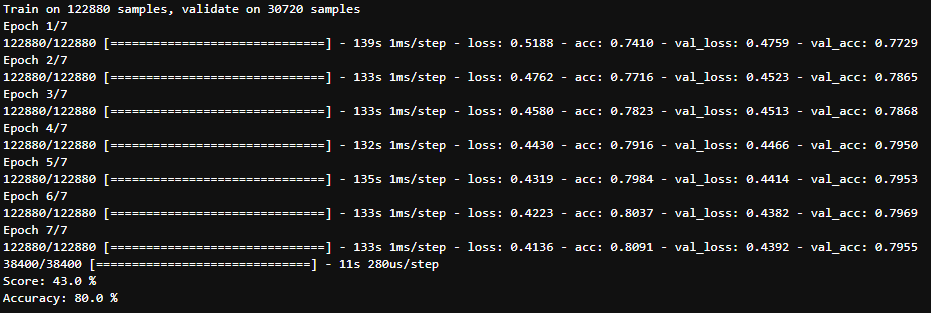 Train on 122880 samples, validate on 30720 samples
Epoch 1/7
122880/122880 [==============================] - 139s 1ms/step - loss: 0.5188 - acc: 0.7410 - val_loss: 0.4759 - val_acc: 0.7729
Epoch 2/7
122880/122880 [==============================] - 133s 1ms/step - loss: 0.4762 - acc: 0.7716 - val_loss: 0.4523 - val_acc: 0.7865
Epoch 3/7
122880/122880 [==============================] - 133s 1ms/step - loss: 0.4580 - acc: 0.7823 - val_loss: 0.4513 - val_acc: 0.7868
Epoch 4/7
122880/122880 [==============================] - 132s 1ms/step - loss: 0.4430 - acc: 0.7916 - val_loss: 0.4466 - val_acc: 0.7950
Epoch 5/7
122880/122880 [==============================] - 135s 1ms/step - loss: 0.4319 - acc: 0.7984 - val_loss: 0.4414 - val_acc: 0.7953
Epoch 6/7
122880/122880 [==============================] - 133s 1ms/step - loss: 0.4223 - acc: 0.8037 - val_loss: 0.4382 - val_acc: 0.7969
Epoch 7/7
122880/122880 [==============================] - 133s 1ms/step - loss: 0.4136 - acc: 0.8091 - val_loss: 0.4392 - val_acc: 0.7955
38400/38400 [==============================] - 11s 280us/step
Score: 43.0 %
Accuracy: 80.0 %